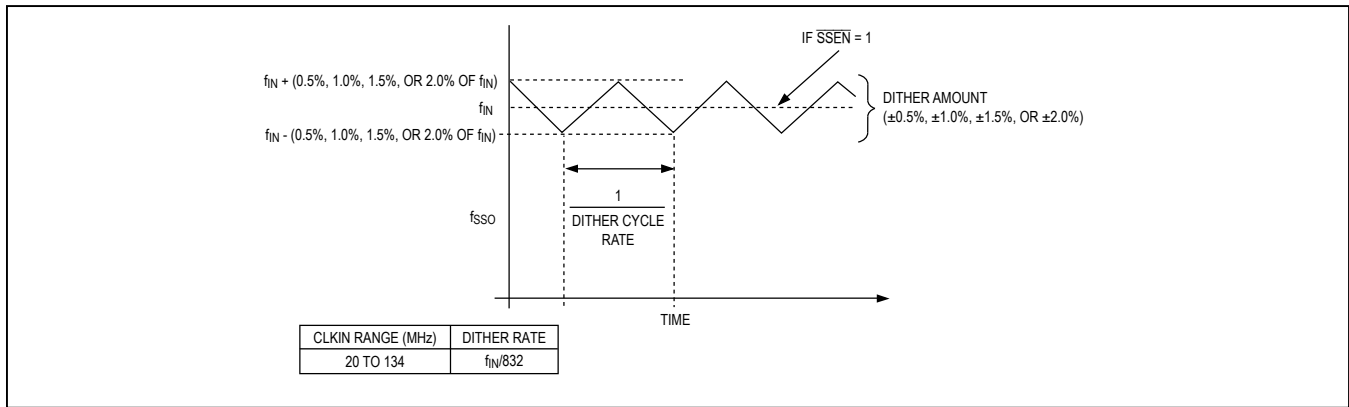 IF SSEN = 1
fIN + (0.5%, 1.0%, 1.5%, OR 2.0% OF fIN)
fIN
fIN - (0.5%, 1.0%, 1.5%, OR 2.0% OF fIN)
DITHER AMOUNT
(±0.5%, ±1.0%, ±1.5%, OR ±2.0%)
fSSO
1
DITHER CYCLE
RATE
TIME
CLKIN RANGE (MHz) DITHER RATE
20 TO 134 fIN/832